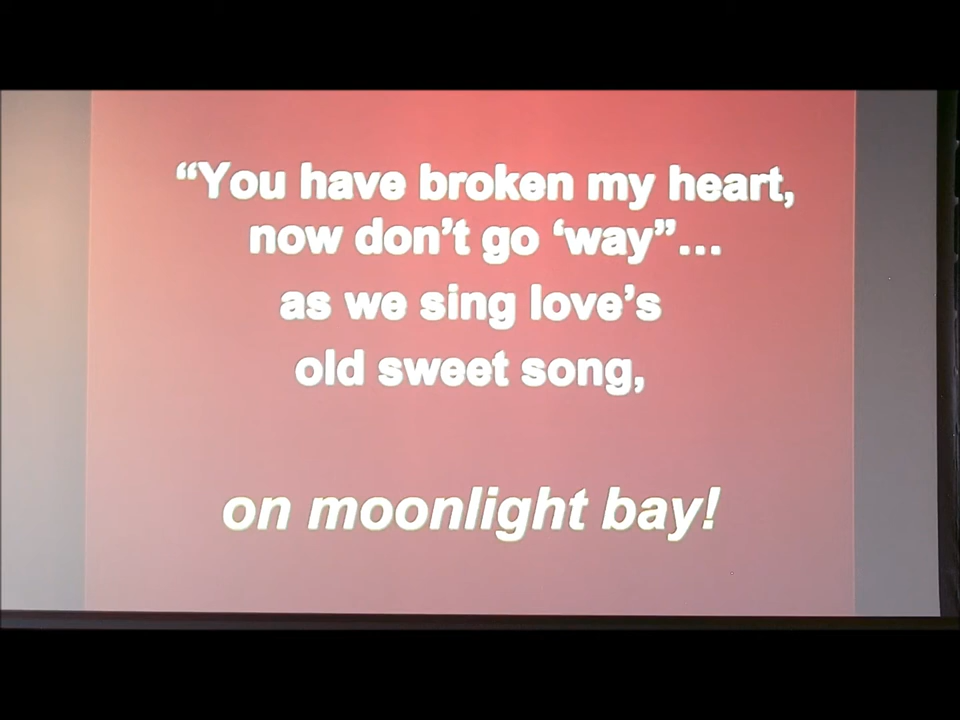 “You have broken my heart,
now don’t go ‘way”...
as we sing love’s
old sweet song,
on moonlight bay!